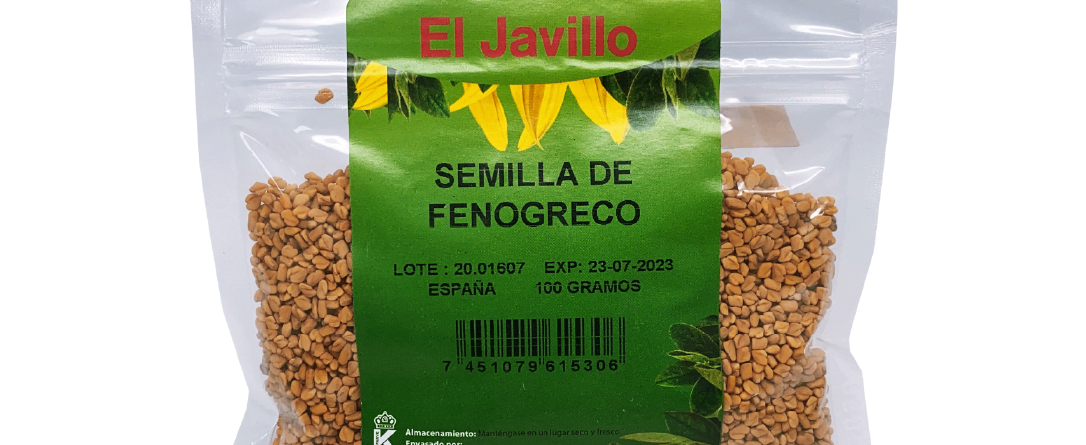 El Javillo
SEMILLA DE
FENOGRECO
LOTE : 20.01607 EXP: 23-07-2023
ESPAÑA 100 GRAMOS
7 451079 615306
K
Almacenamiento: Manténgase en un lugar seco y fresco.
Envasado por: